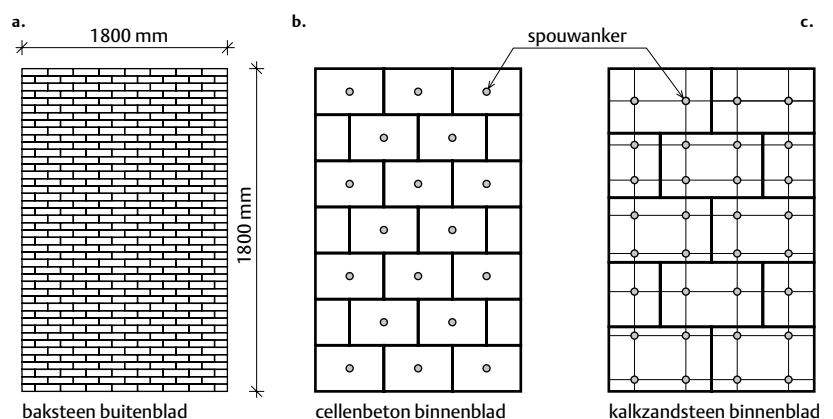 a.
1800 mm
b.
spouwanker
c.
1800 mm
baksteen buitenblad
cellenbeton binnenblad
kalkzandsteen binnenblad